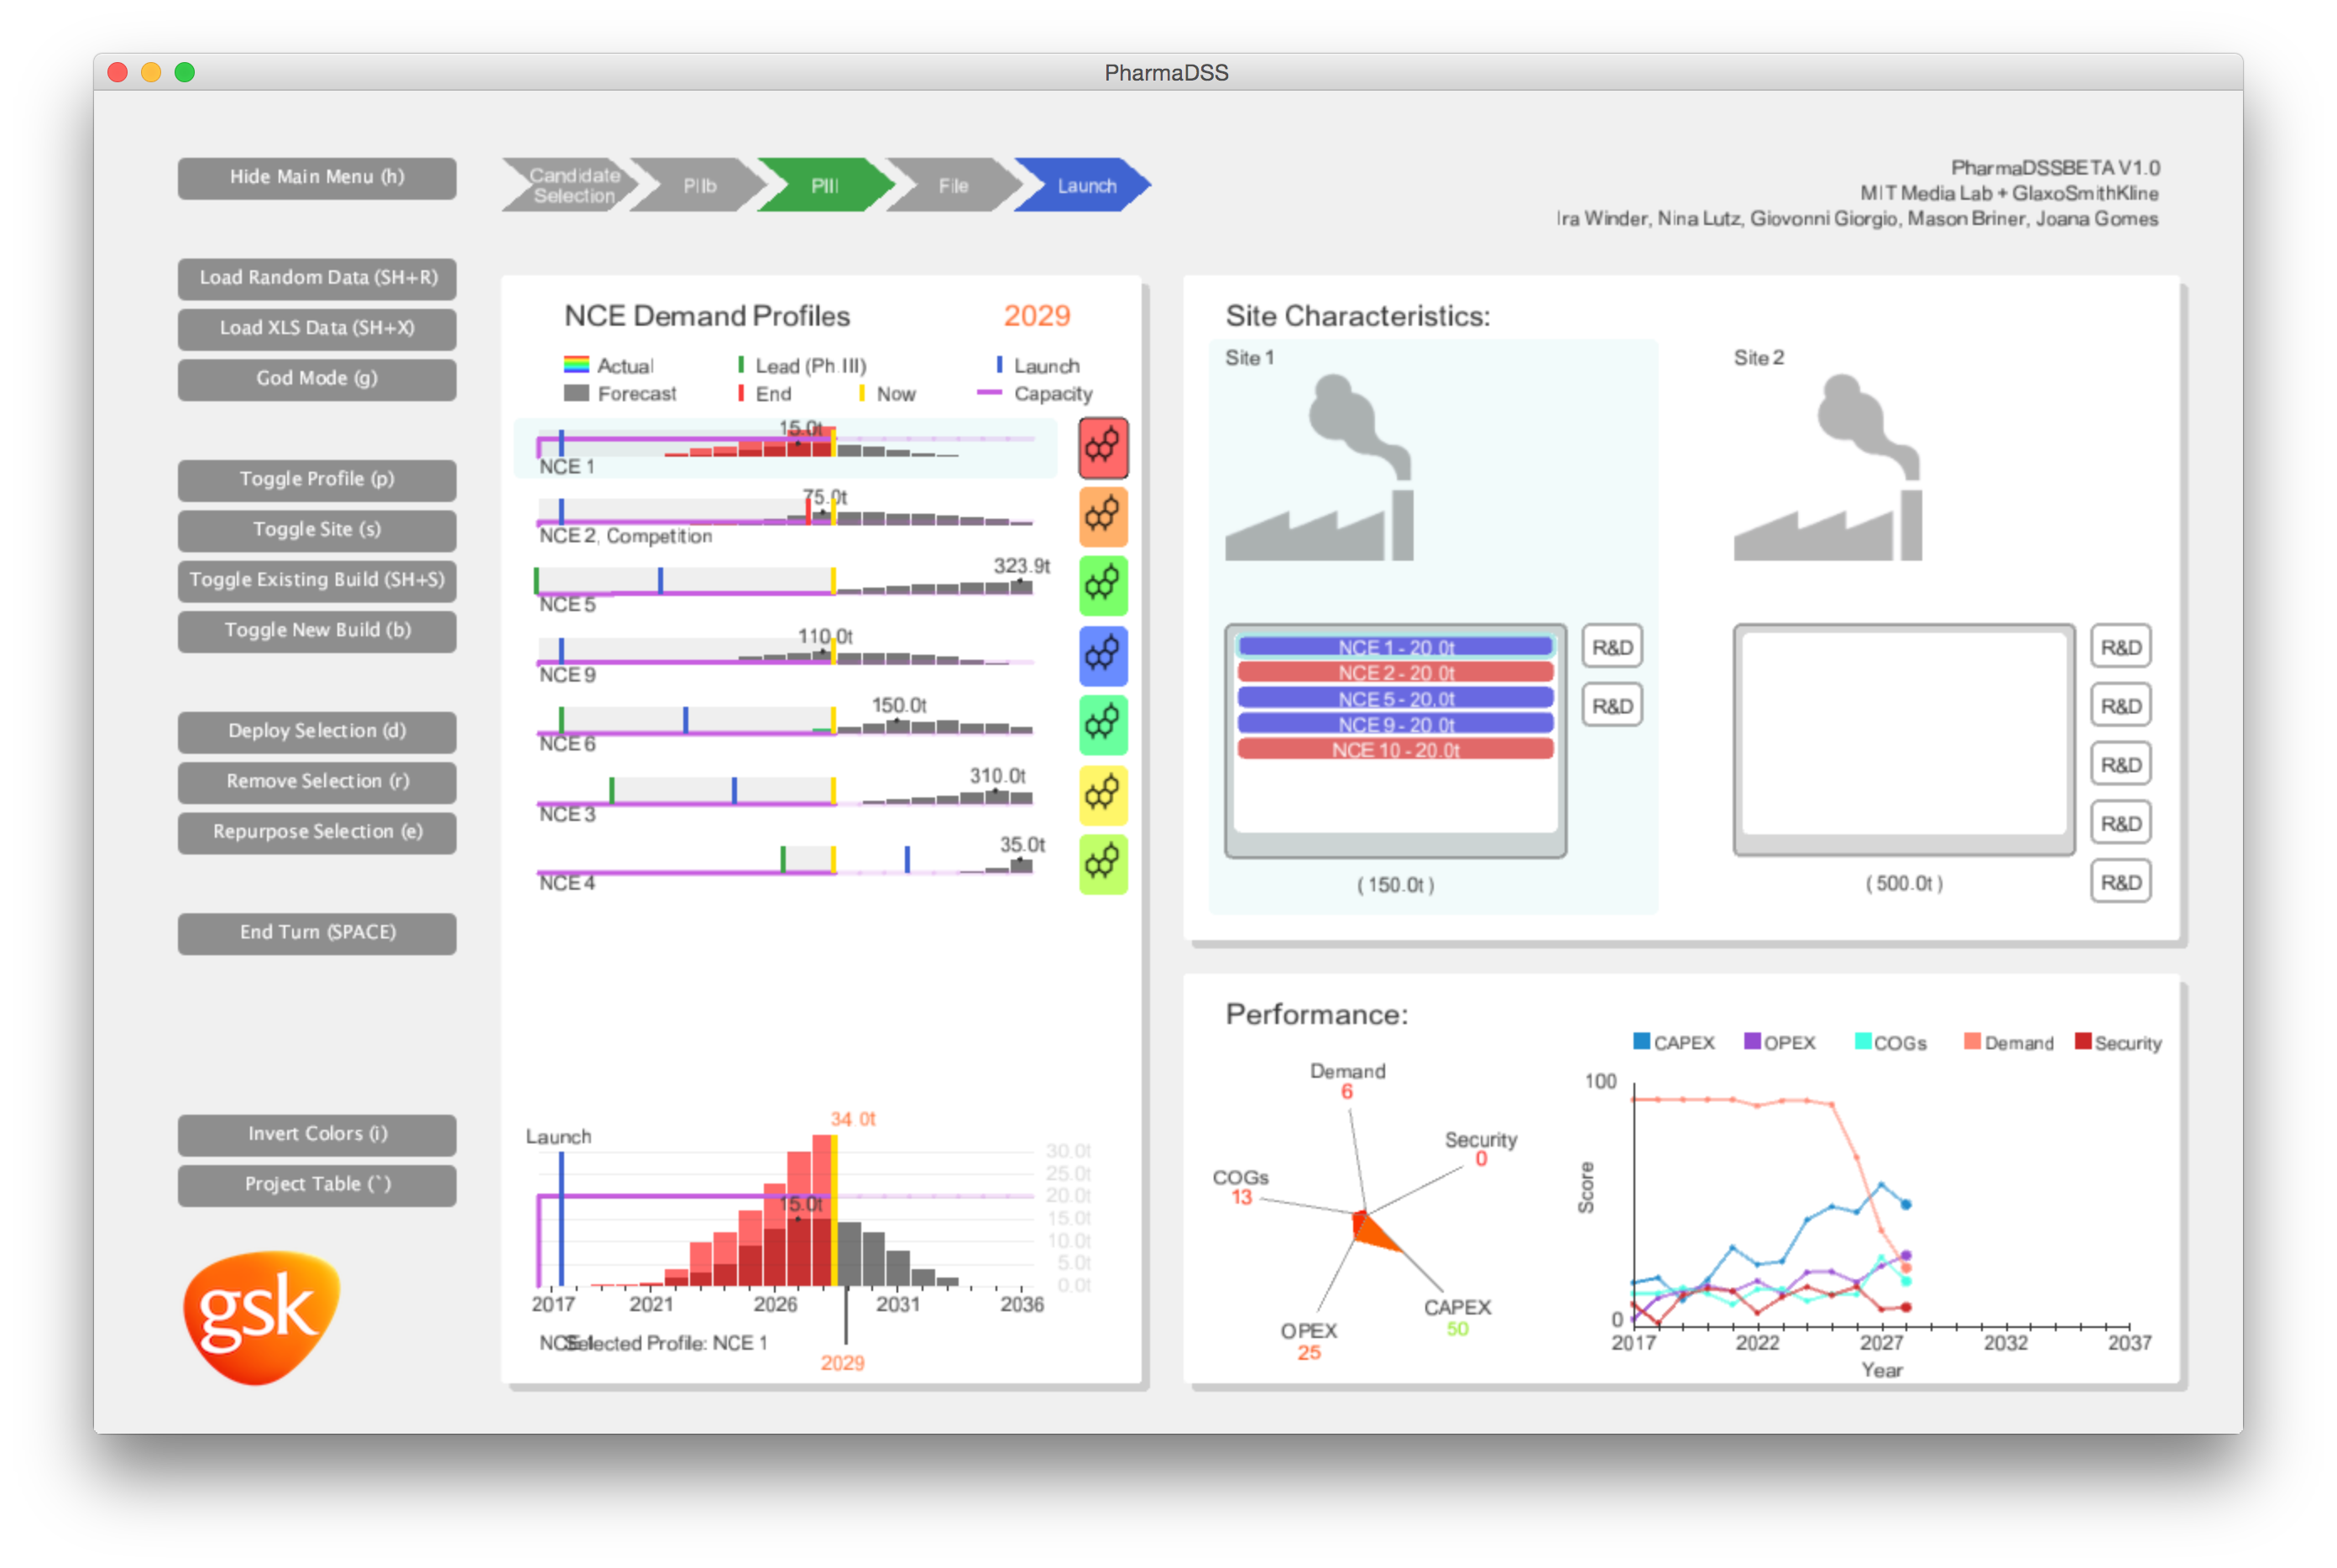 PharmaDSS
Hide Main Menu (h)
Load Random Data (SH+R)
Load XLS Data (SH+X)
God Mode (g)
Toggle Profile (p)
Toggle Site (s)
Toggle Existing Build (SH+S)
Toggle New Build (b)
Deploy Selection (d)
Remove Selection (r)
Repurpose Selection (e)
End Turn (SPACE)
Invert Colors (i)
Project Table (`)
gsk
Candidate
Selection
PIIb
PIII
File
Launch
PharmaDSSBETA V1.0
MIT Media Lab + GlaxoSmithKline
Ira Winder, Nina Lutz, Giovonni Giorgio, Mason Briner, Joana Gomes
NCE Demand Profiles 2029
Actual Lead (Ph.III) Launch
Forecast End Now Capacity
15.0t
NCE 1
75.0t
NCE 2, Competition
323.9t
NCE 5
110.0t
NCE 9
150.0t
NCE 6
310.0t
NCE 3
35.0t
NCE 4
34.0t
Launch
30.0t
25.0t
20.0t
15.0t
15.0t
10.0t
5.0t
0.0t
2017 2021 2026 2031 2036
NCE 1
Selected Profile: NCE 1
2029
Site Characteristics:
Site 1
NCE 1 - 20.0t
NCE 2 - 20.0t
NCE 5 - 20.0t
NCE 9 - 20.0t
NCE 10 - 20.0t
R&D
R&D
(150.0t)
Site 2
R&D
R&D
R&D
R&D
R&D
(500.0t)
Performance:
Demand
6
Security
0
COGs
13
CAPEX
50
OPEX
25
CAPEX OPEX COGs Demand Security
100
Score
0
2017 2022 2027 2032 2037
Year